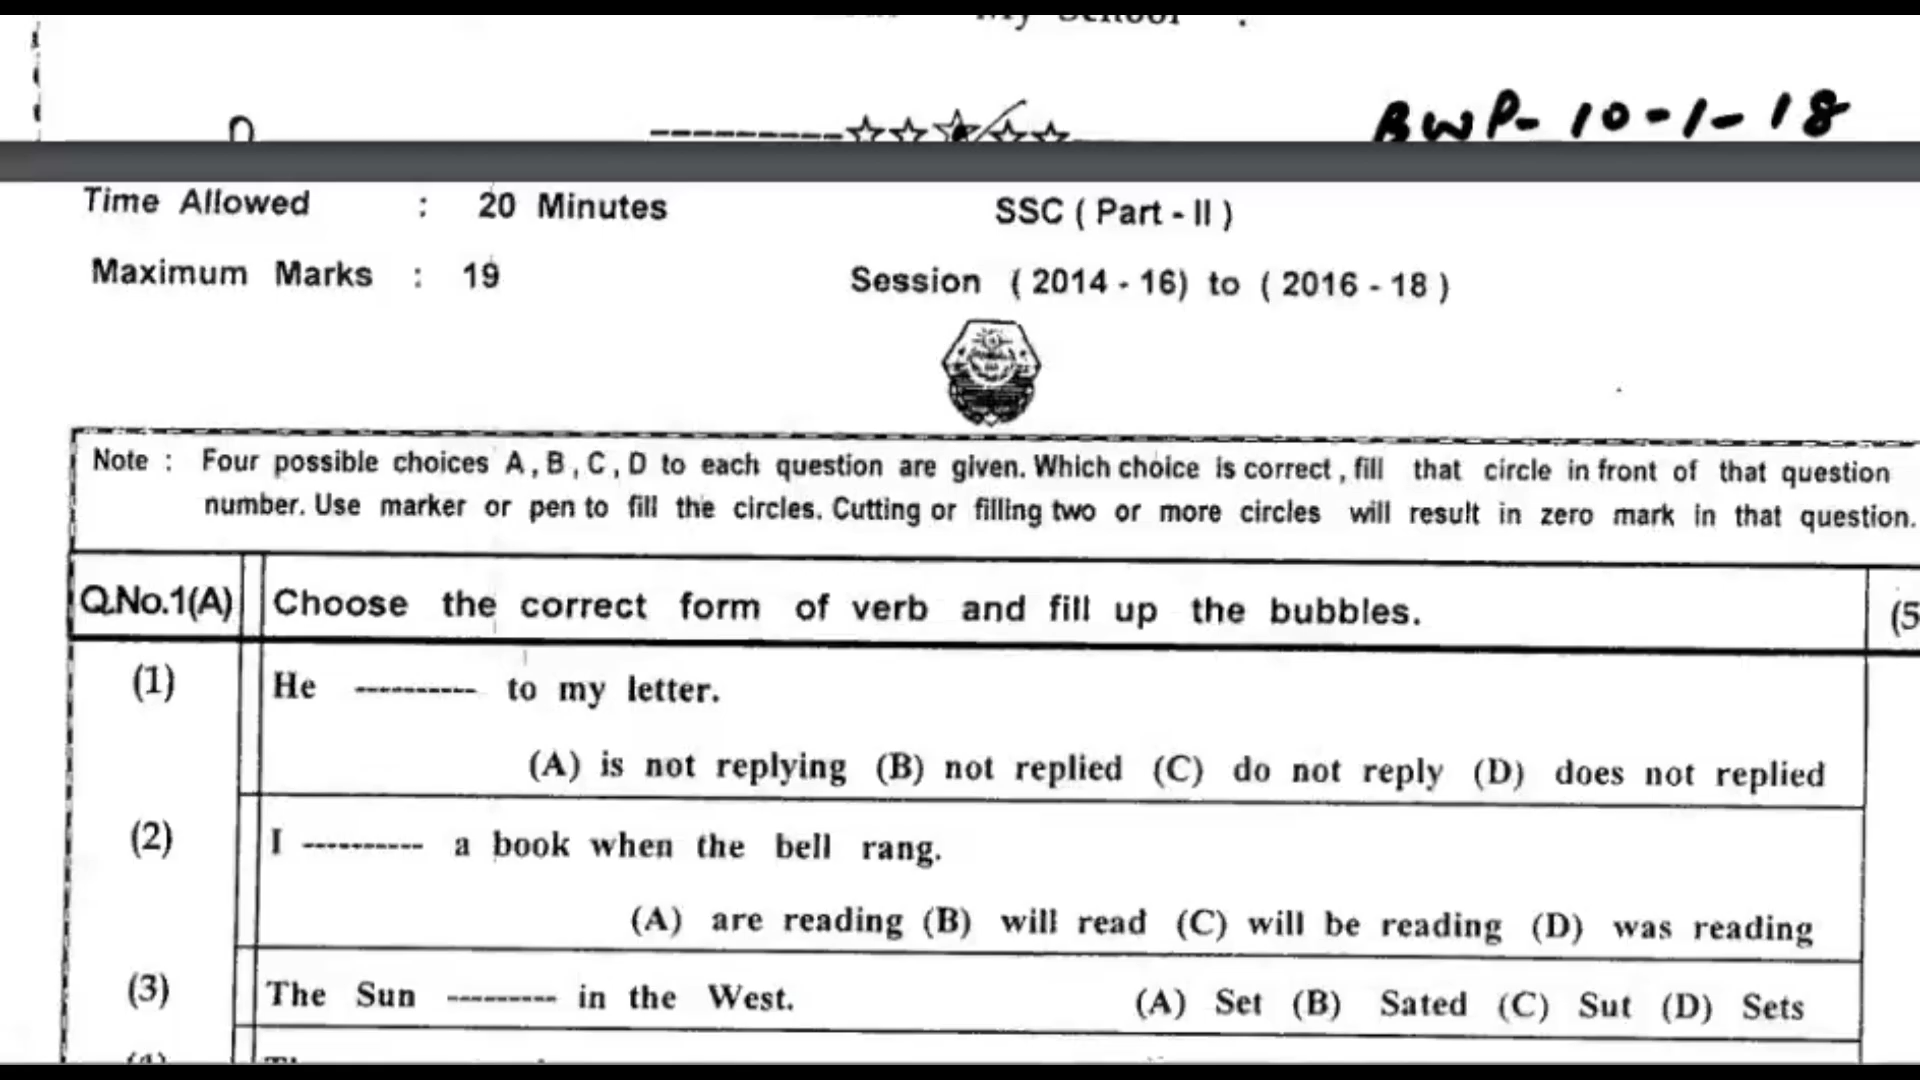 My School
BWP- 10-1-18
Time Allowed : 20 Minutes
SSC ( Part - II )
Maximum Marks : 19
Session ( 2014 - 16) to ( 2016 - 18 )
Note : Four possible choices A , B , C , D to each question are given. Which choice is correct , fill that circle in front of that question
number. Use marker or pen to fill the circles. Cutting or filling two or more circles will result in zero mark in that question.
Q.No.1(A) Choose the correct form of verb and fill up the bubbles. (5
(1) He ---------- to my letter.
(A) is not replying (B) not replied (C) do not reply (D) does not replied
(2) I ---------- a book when the bell rang.
(A) are reading (B) will read (C) will be reading (D) was reading
(3) The Sun --------- in the West. (A) Set (B) Sated (C) Sut (D) Sets